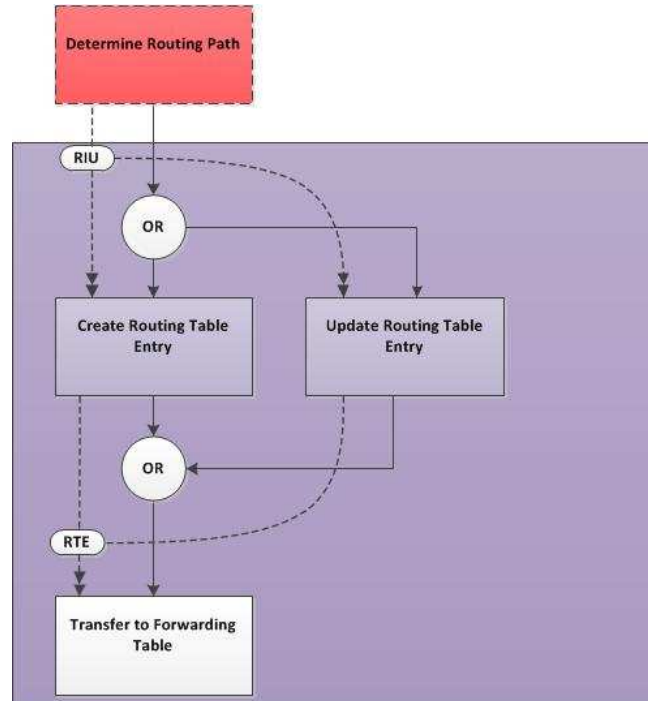 Determine Routing Path
RIU
OR
Create Routing Table
Entry
Update Routing Table
Entry
OR
RTE
Transfer to Forwarding
Table